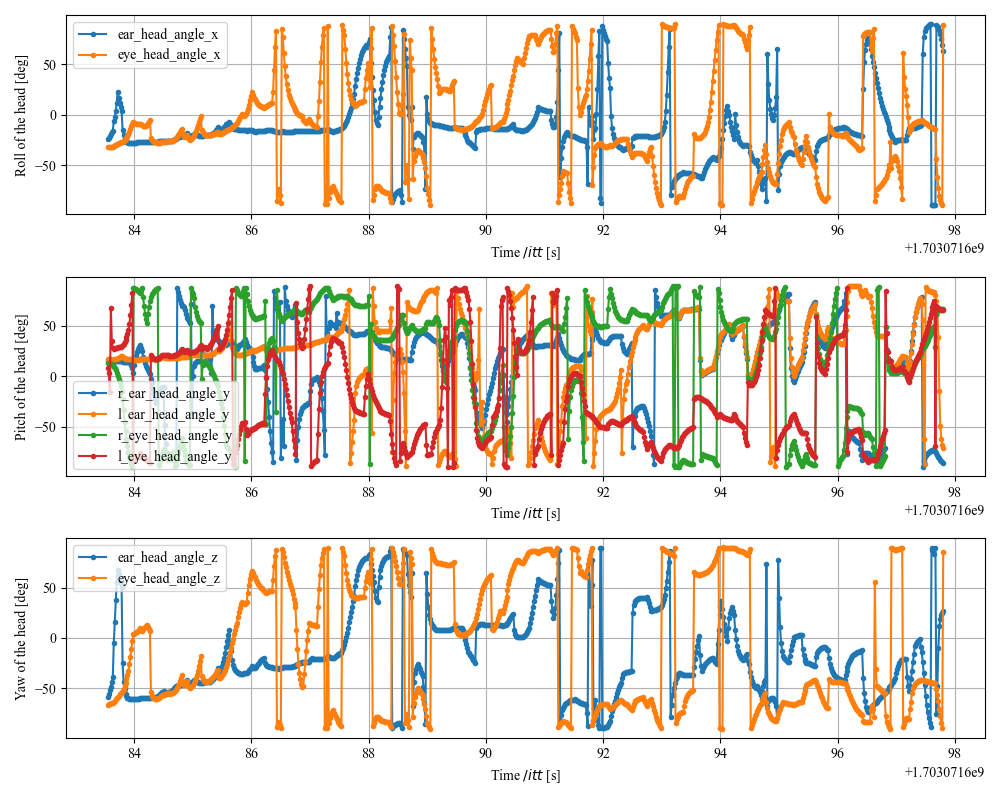 Roll of the head [deg]
50
0
−50
ear_head_angle_x
eye_head_angle_x
84 86 88 90 92 94 96 98
Time /itt [s]
+1.7030716e9
Pitch of the head [deg]
50
0
−50
r_ear_head_angle_y
l_ear_head_angle_y
r_eye_head_angle_y
l_eye_head_angle_y
84 86 88 90 92 94 96 98
Time /itt [s]
+1.7030716e9
Yaw of the head [deg]
50
0
−50
ear_head_angle_z
eye_head_angle_z
84 86 88 90 92 94 96 98
Time /itt [s]
+1.7030716e9